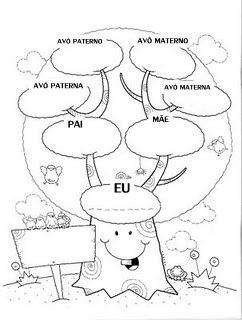 AVÔ PATERNO
AVÔ MATERNO
AVÓ PATERNA
AVÓ MATERNA
PAI
MÃE
EU